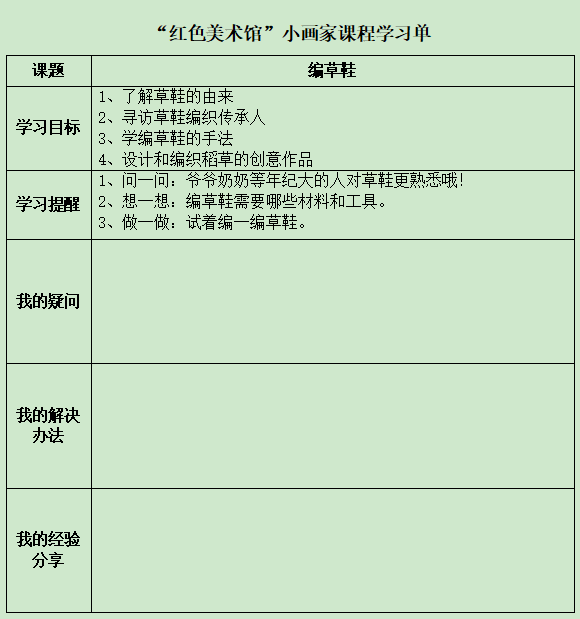 “红色美术馆”小画家课程学习单
课题
编草鞋
学习目标
1、了解草鞋的由来
2、寻访草鞋编织传承人
3、学编草鞋的手法
4、设计和编织稻草的创意作品
学习提醒
1、问一问：爷爷奶奶等年纪大的人对草鞋更熟悉哦！
2、想一想：编草鞋需要哪些材料和工具。
3、做一做：试着编一编草鞋。
我的疑问
我的解决
办法
我的经验
分享